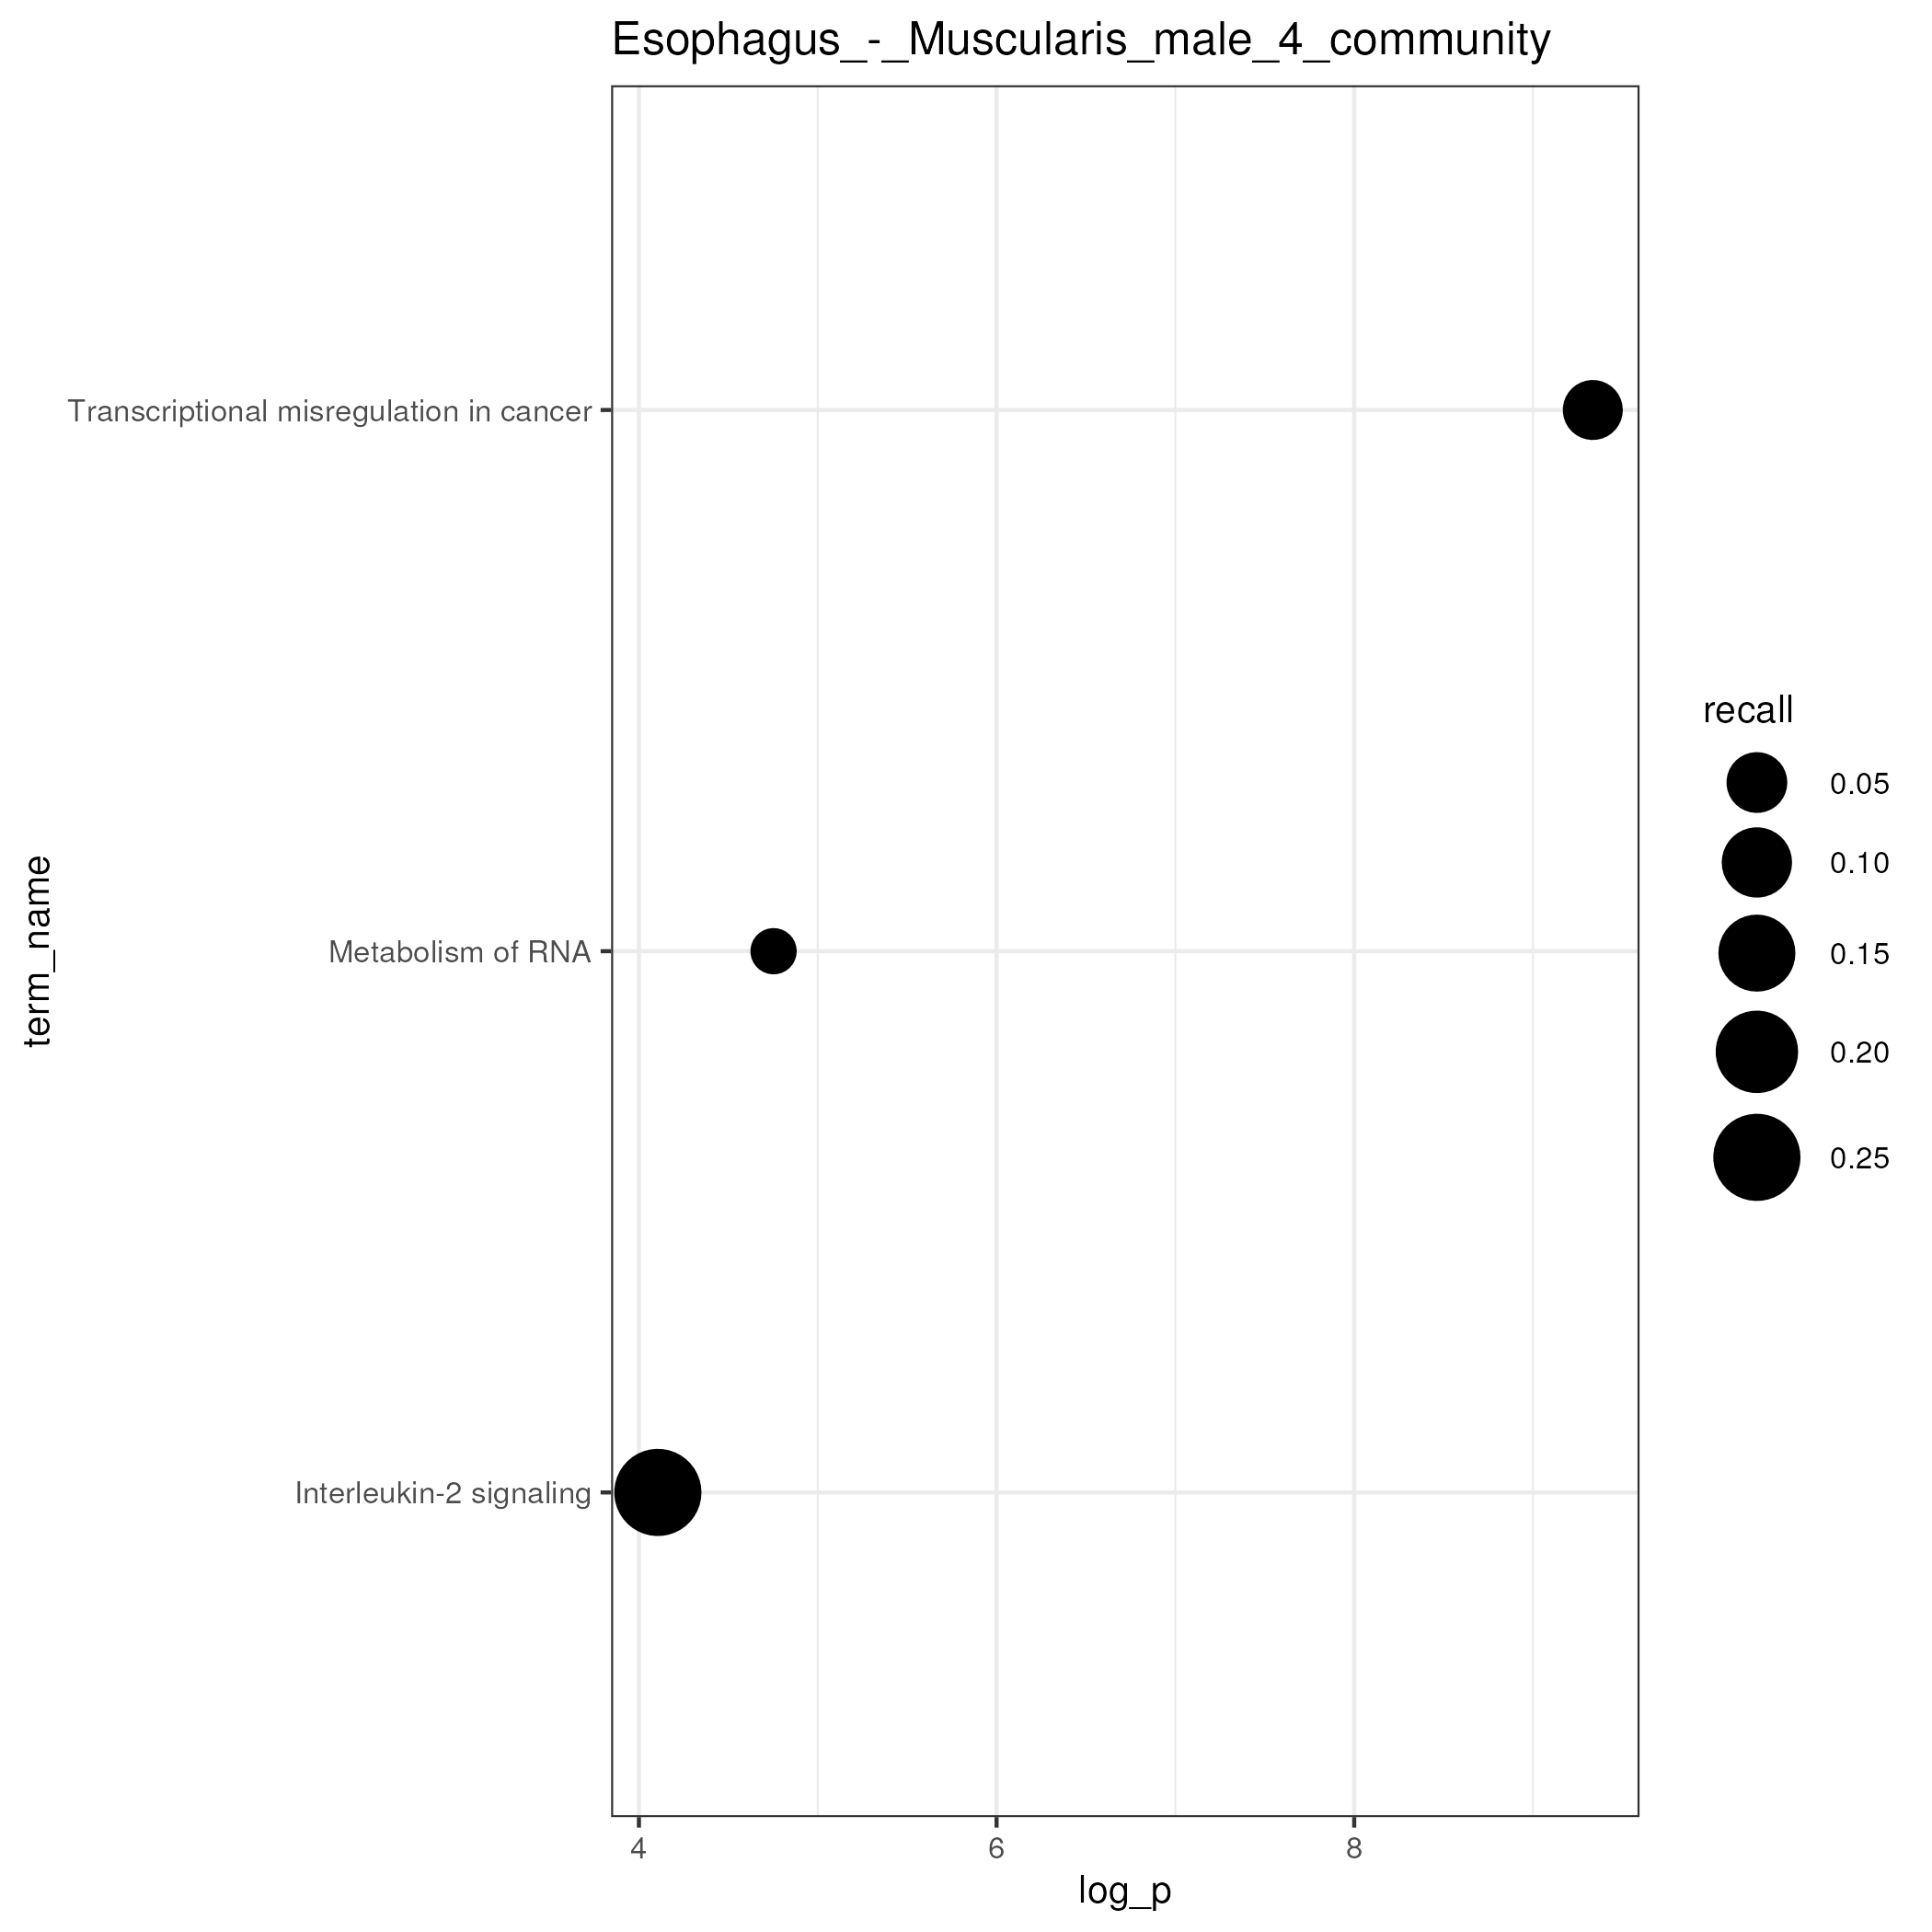 Esophagus_-_Muscularis_male_4_community
Transcriptional misregulation in cancer
Metabolism of RNA
Interleukin-2 signaling
term_name
4 6 8
log_p
recall
0.05
0.10
0.15
0.20
0.25